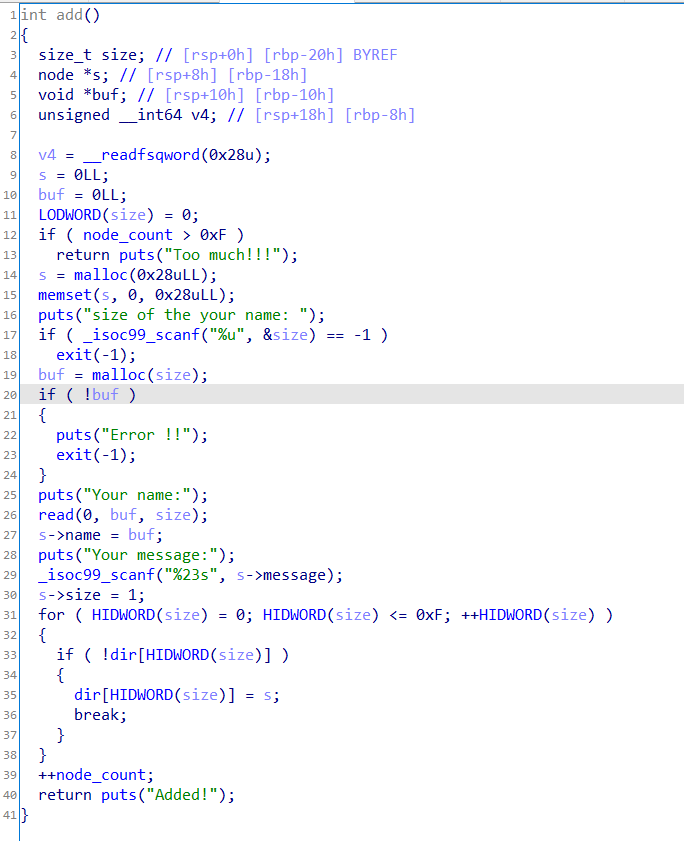 1 int add()
2 {
3 size_t size; // [rsp+0h] [rbp-20h] BYREF
4 node *s; // [rsp+8h] [rbp-18h]
5 void *buf; // [rsp+10h] [rbp-10h]
6 unsigned __int64 v4; // [rsp+18h] [rbp-8h]
7
8 v4 = __readfsqword(0x28u);
9 s = 0LL;
10 buf = 0LL;
11 LODWORD(size) = 0;
12 if ( node_count > 0xF )
13 return puts("Too much!!!");
14 s = malloc(0x28uLL);
15 memset(s, 0, 0x28uLL);
16 puts("size of the your name: ");
17 if ( _isoc99_scanf("%u", &size) == -1 )
18 exit(-1);
19 buf = malloc(size);
20 if ( !buf )
21 {
22 puts("Error !!");
23 exit(-1);
24 }
25 puts("Your name:");
26 read(0, buf, size);
27 s->name = buf;
28 puts("Your message:");
29 _isoc99_scanf("%23s", s->message);
30 s->size = 1;
31 for ( HIDWORD(size) = 0; HIDWORD(size) <= 0xF; ++HIDWORD(size) )
32 {
33 if ( !dir[HIDWORD(size)] )
34 {
35 dir[HIDWORD(size)] = s;
36 break;
37 }
38 }
39 ++node_count;
40 return puts("Added!");
41 }